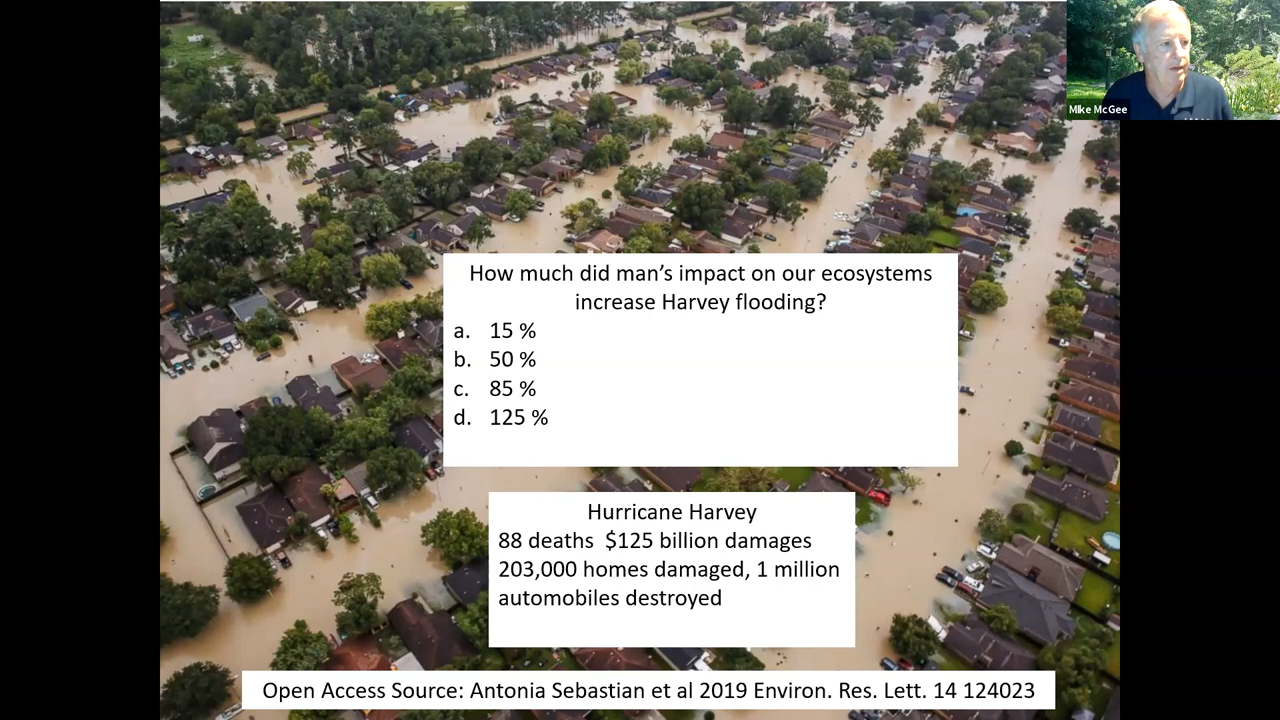 MIke McGee
How much did man’s impact on our ecosystems
increase Harvey flooding?
a. 15 %
b. 50 %
c. 85 %
d. 125 %
Hurricane Harvey
88 deaths $125 billion damages
203,000 homes damaged, 1 million
automobiles destroyed
Open Access Source: Antonia Sebastian et al 2019 Environ. Res. Lett. 14 124023